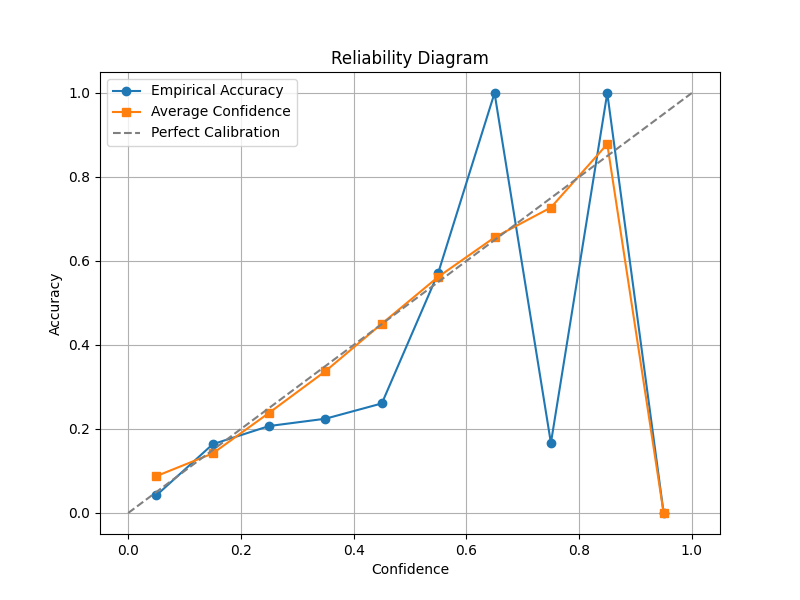 Reliability Diagram
Empirical Accuracy
Average Confidence
Perfect Calibration
Accuracy
1.0
0.8
0.6
0.4
0.2
0.0
0.0 0.2 0.4 0.6 0.8 1.0
Confidence